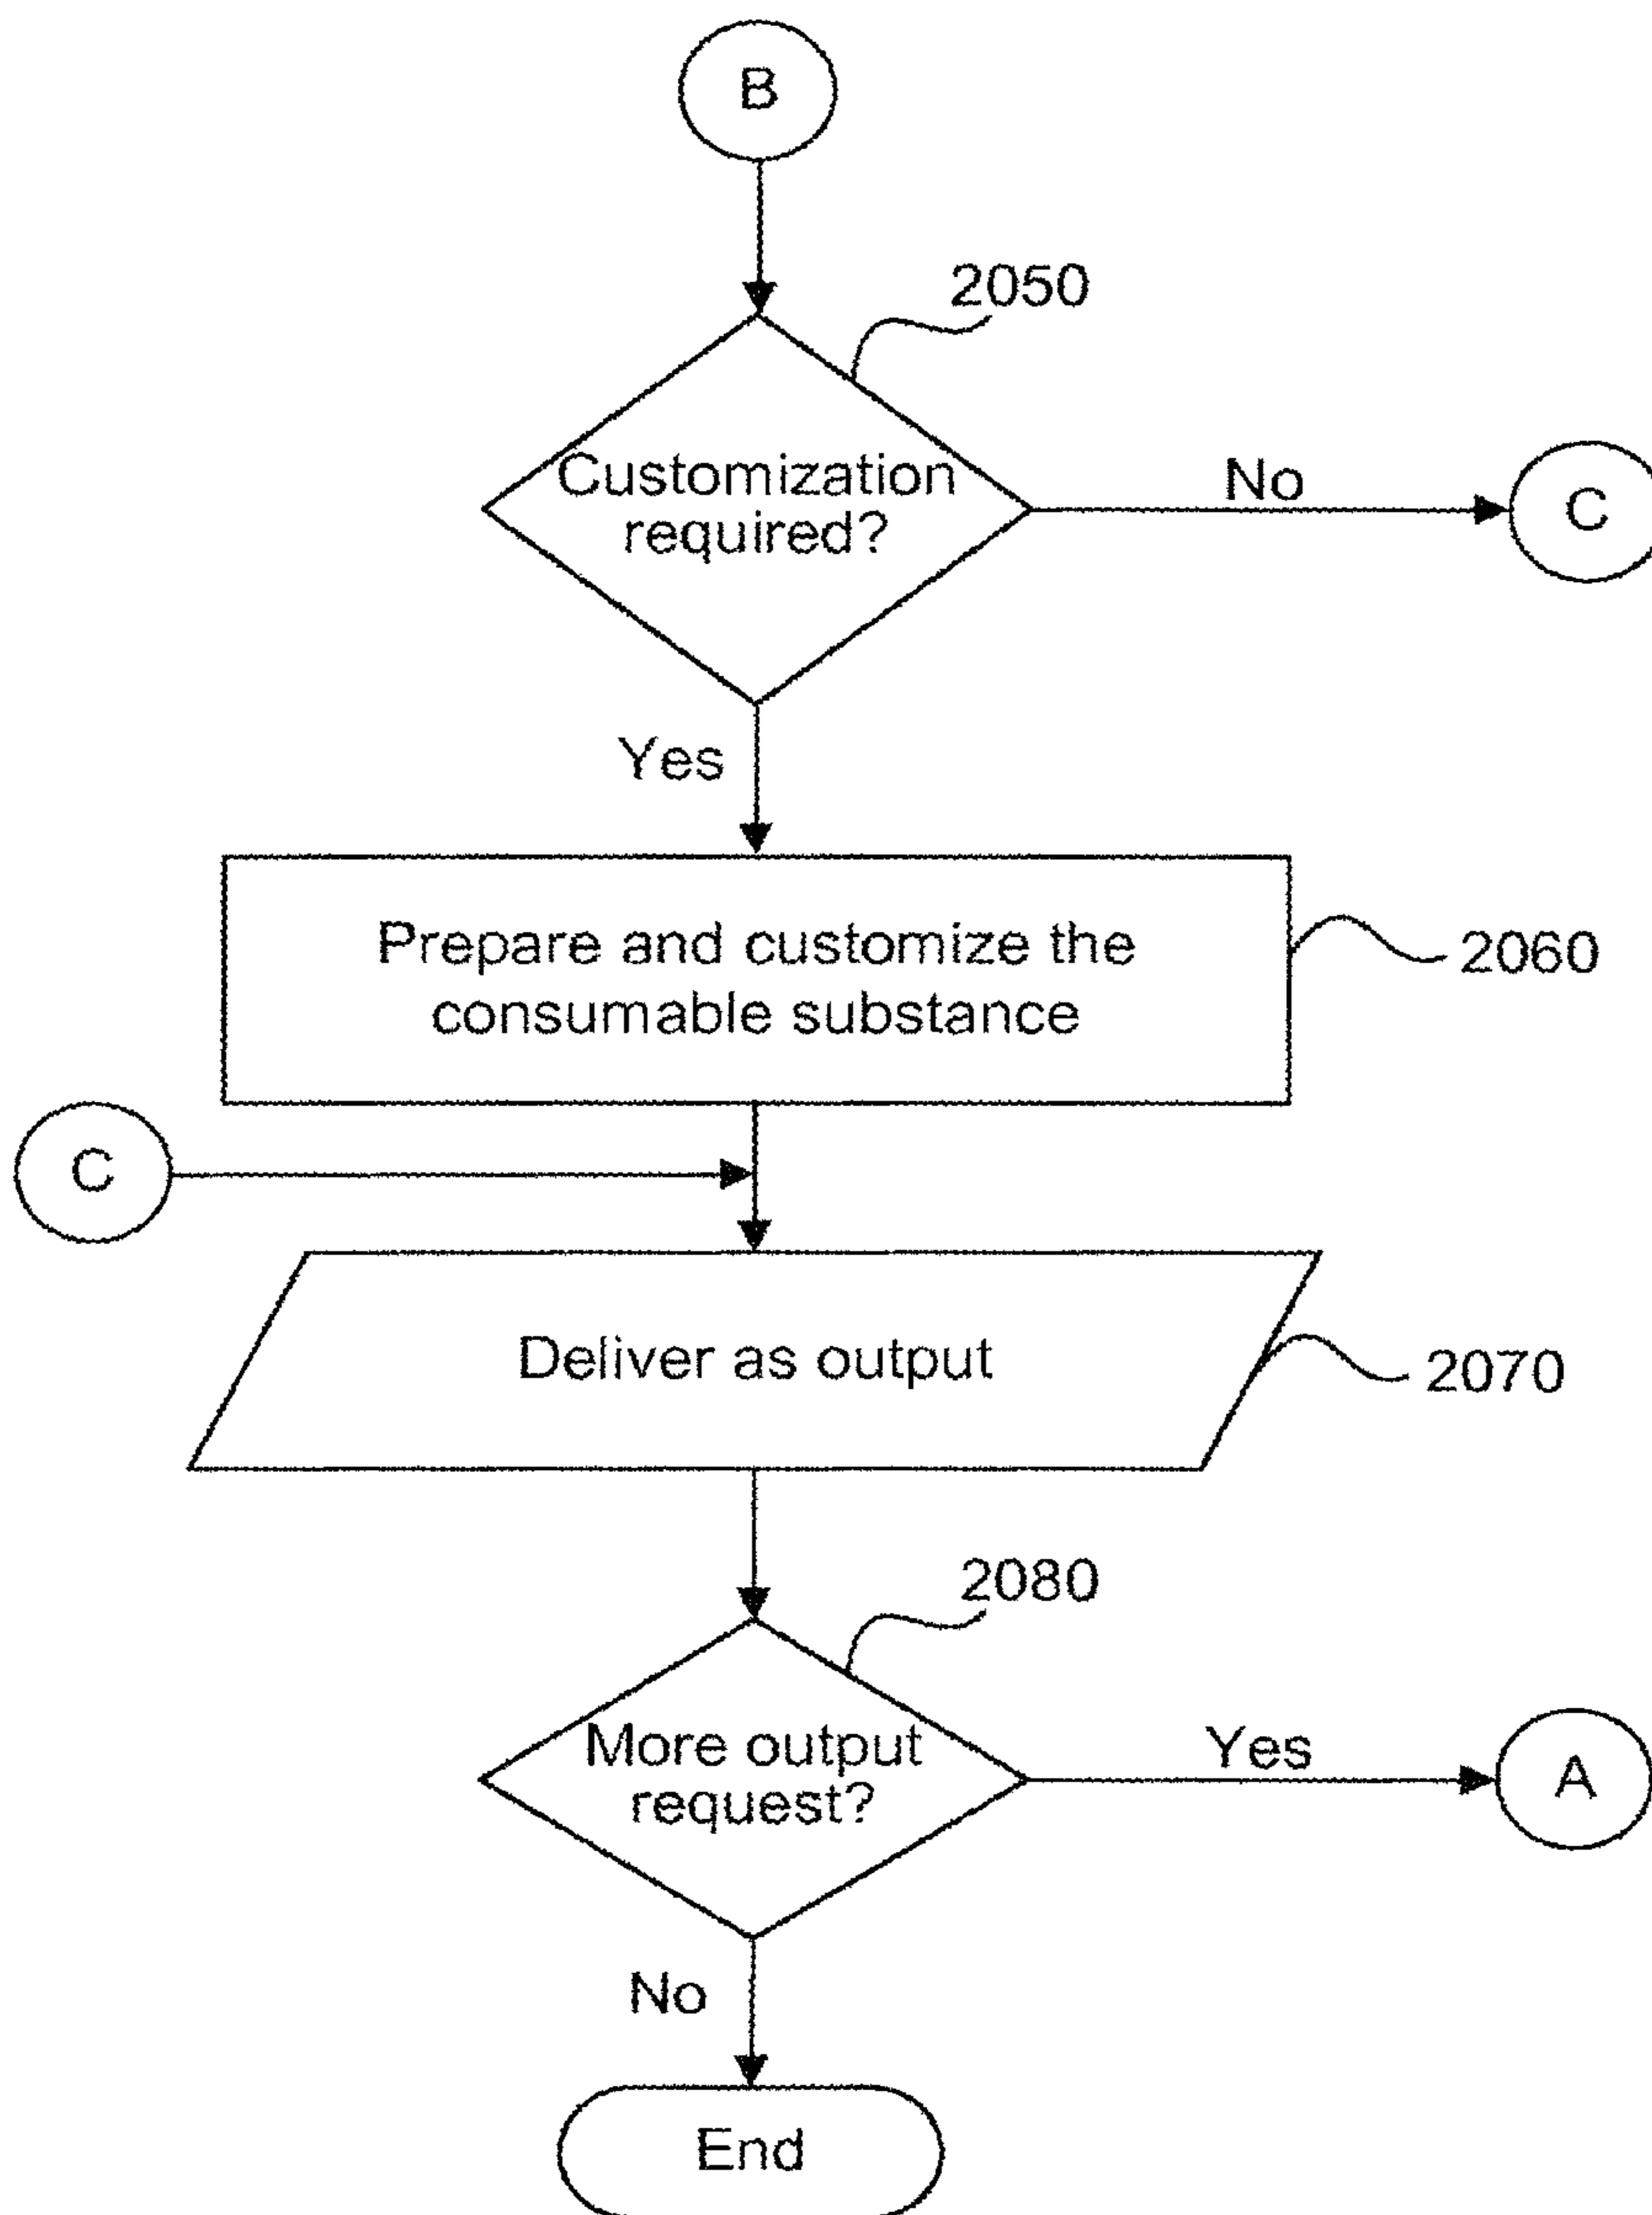 B
2050
Customization
required?
No
C
Yes
Prepare and customize the
consumable substance
2060
C
Deliver as output
2070
2080
More output
request?
Yes
A
No
End